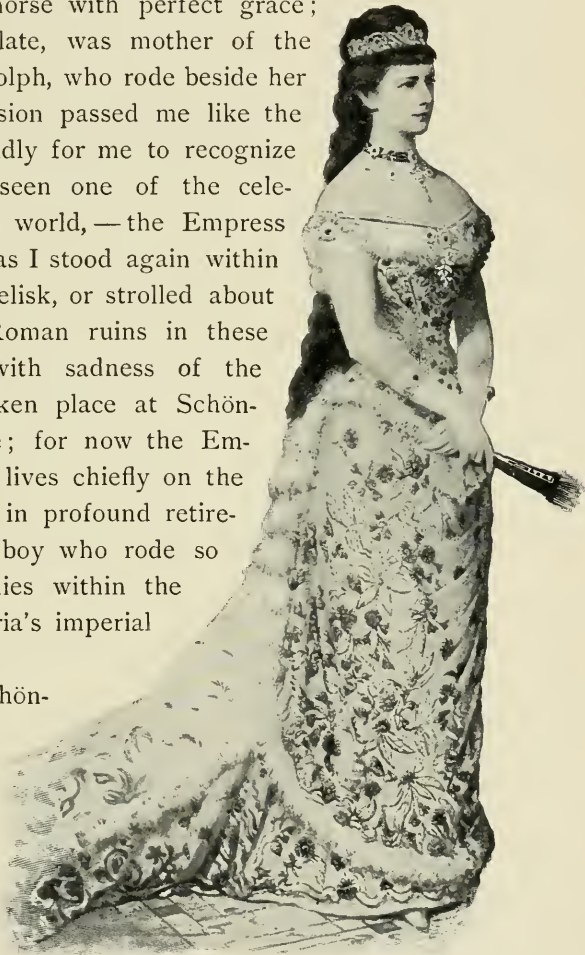 horse with perfect grace;
late, was mother of the
olph, who rode beside her
sion passed me like the
dly for me to recognize
seen one of the cele-
world, — the Empress
as I stood again within
elisk, or strolled about
Roman ruins in these
with sadness of the
ken place at Schön-
e; for now the Em-
lives chiefly on the
in profound retire-
boy who rode so
lies within the
ria's imperial
hön-